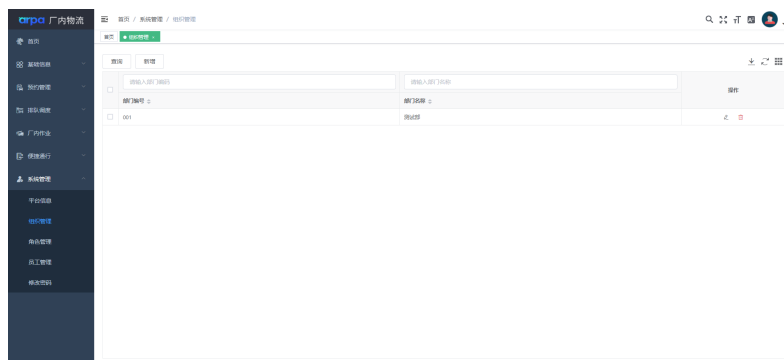 arpa 厂内物流
首页 / 系统管理 / 组织管理
首页
组织管理 ×
首页
基础信息
预约管理
排队调度
厂内作业
便捷通行
系统管理
平台信息
组织管理
角色管理
员工管理
修改密码
查询 新增
请输入部门编码 请输入部门名称 操作
部门编号 部门名称
001 测试部